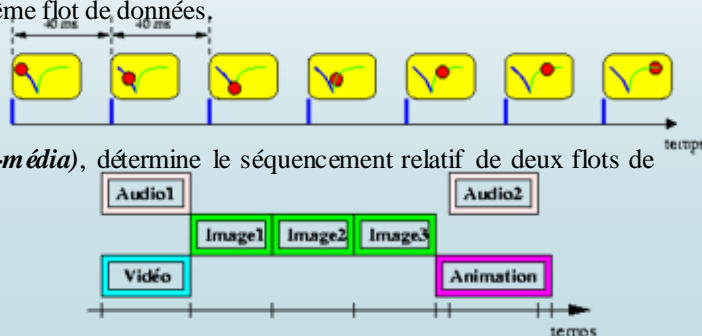 ême flot de données.
40 ms 40 ms
temps
-média), détermine le séquencement relatif de deux flots de
Audio1 Audio2
Image1 Image2 Image3
Vidéo Animation
temps